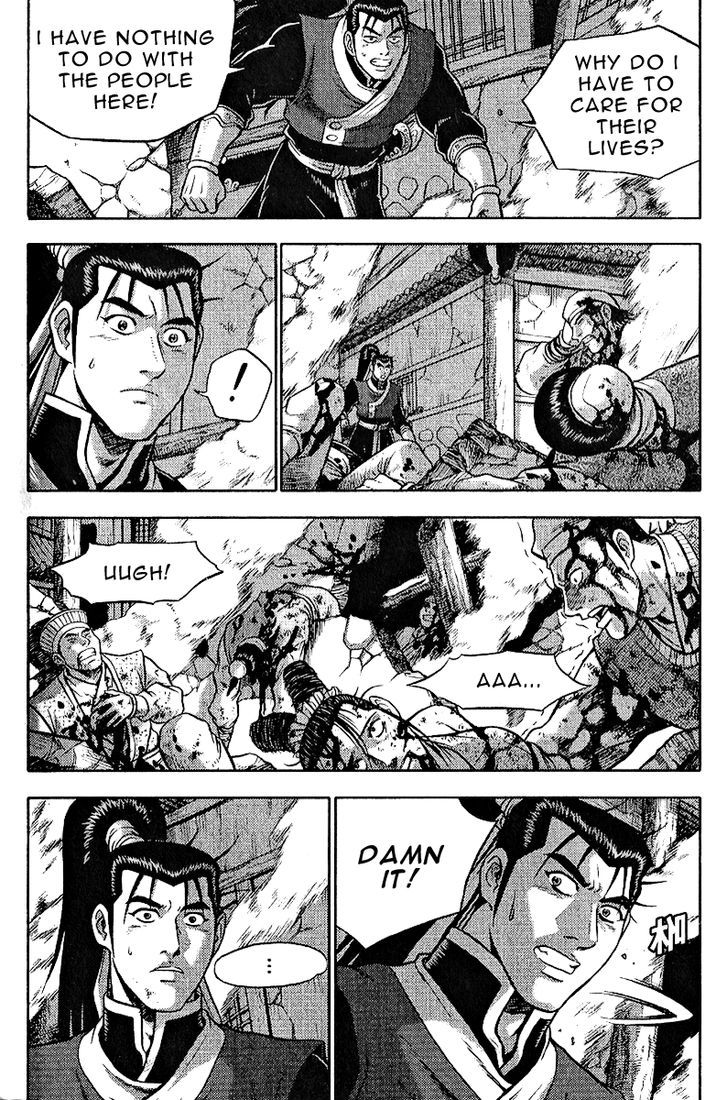 I HAVE NOTHING
TO DO WITH
THE PEOPLE
HERE!
WHY DO I
HAVE TO
CARE FOR
THEIR
LIVES?
!
UUGH!
AAA...
...
DAMN
IT!